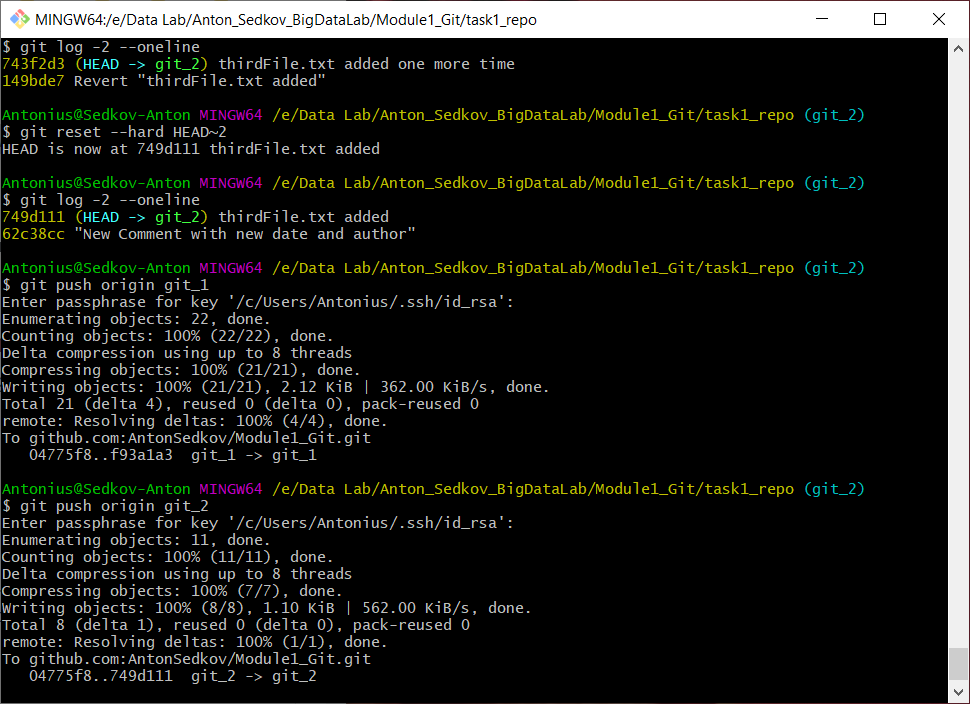 MINGW64:/e/Data Lab/Anton_Sedkov_BigDataLab/Module1_Git/task1_repo
$ git log -2 --oneline
743f2d3 (HEAD -> git_2) thirdFile.txt added one more time
149bde7 Revert "thirdFile.txt added"
Antonius@Sedkov-Anton MINGW64 /e/Data Lab/Anton_Sedkov_BigDataLab/Module1_Git/task1_repo (git_2)
$ git reset --hard HEAD~2
HEAD is now at 749d111 thirdFile.txt added
Antonius@Sedkov-Anton MINGW64 /e/Data Lab/Anton_Sedkov_BigDataLab/Module1_Git/task1_repo (git_2)
$ git log -2 --oneline
749d111 (HEAD -> git_2) thirdFile.txt added
62c38cc "New Comment with new date and author"
Antonius@Sedkov-Anton MINGW64 /e/Data Lab/Anton_Sedkov_BigDataLab/Module1_Git/task1_repo (git_2)
$ git push origin git_1
Enter passphrase for key '/c/Users/Antonius/.ssh/id_rsa':
Enumerating objects: 22, done.
Counting objects: 100% (22/22), done.
Delta compression using up to 8 threads
Compressing objects: 100% (21/21), done.
Writing objects: 100% (21/21), 2.12 KiB | 362.00 KiB/s, done.
Total 21 (delta 4), reused 0 (delta 0), pack-reused 0
remote: Resolving deltas: 100% (4/4), done.
To github.com:AntonSedkov/Module1_Git.git
   04775f8..f93a1a3  git_1 -> git_1
Antonius@Sedkov-Anton MINGW64 /e/Data Lab/Anton_Sedkov_BigDataLab/Module1_Git/task1_repo (git_2)
$ git push origin git_2
Enter passphrase for key '/c/Users/Antonius/.ssh/id_rsa':
Enumerating objects: 11, done.
Counting objects: 100% (11/11), done.
Delta compression using up to 8 threads
Compressing objects: 100% (7/7), done.
Writing objects: 100% (8/8), 1.10 KiB | 562.00 KiB/s, done.
Total 8 (delta 1), reused 0 (delta 0), pack-reused 0
remote: Resolving deltas: 100% (1/1), done.
To github.com:AntonSedkov/Module1_Git.git
   04775f8..749d111  git_2 -> git_2